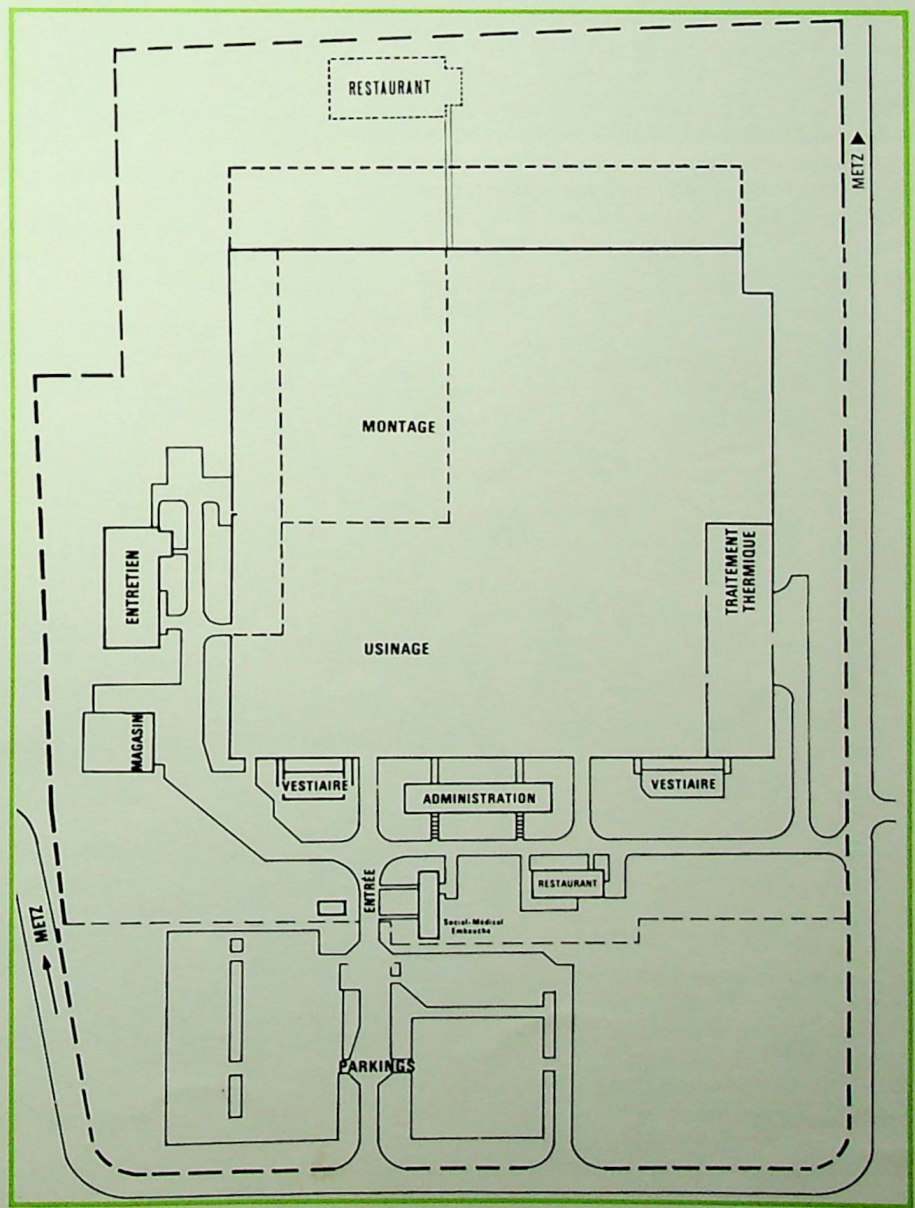 RESTAURANT
METZ
MONTAGE
ENTRETIEN
TRAITEMENT
THERMIQUE
USINAGE
MAGASIN
VESTIAIRE
ADMINISTRATION
VESTIAIRE
ENTRÉE
RESTAURANT
Social-Médical
Embauche
METZ
PARKINGS